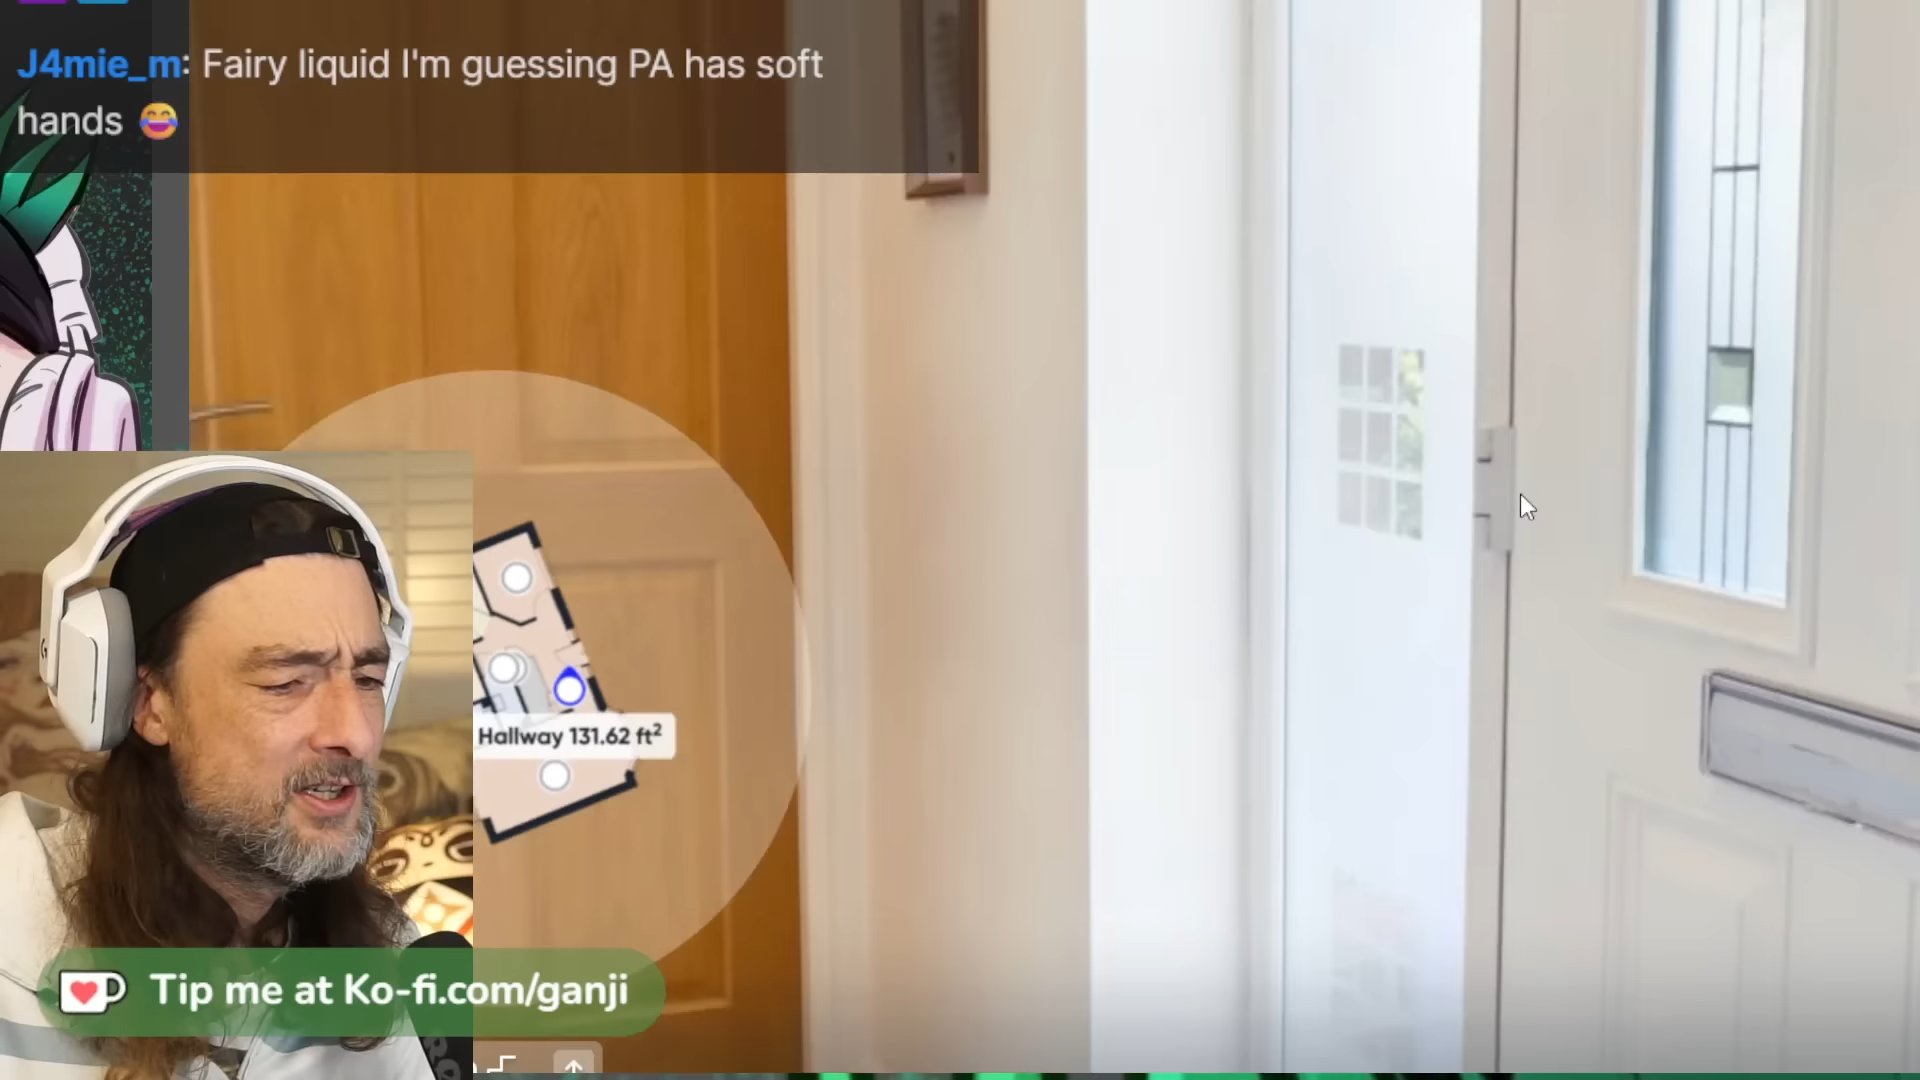 J4mie_m: Fairy liquid I'm guessing PA has soft
hands 😂
Hallway 131.62 ft²
Tip me at Ko-fi.com/ganji